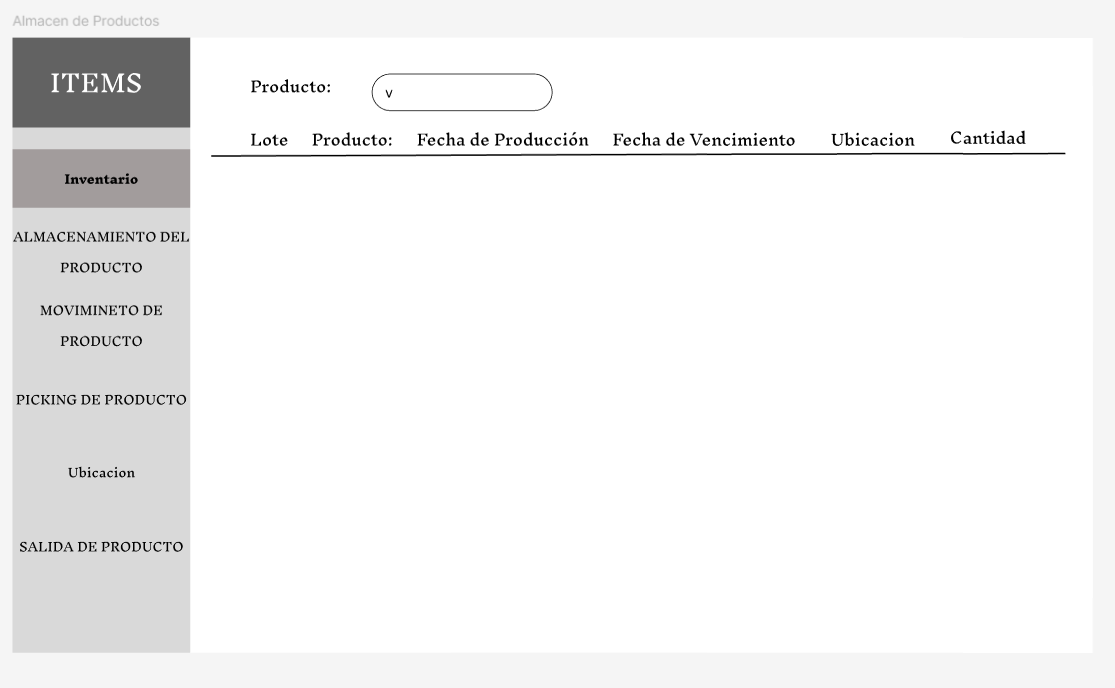 Almacen de Productos
ITEMS
Producto:
v
Lote Producto: Fecha de Producción Fecha de Vencimiento Ubicacion Cantidad
Inventario
ALMACENAMIENTO DEL
PRODUCTO
MOVIMINETO DE
PRODUCTO
PICKING DE PRODUCTO
Ubicacion
SALIDA DE PRODUCTO